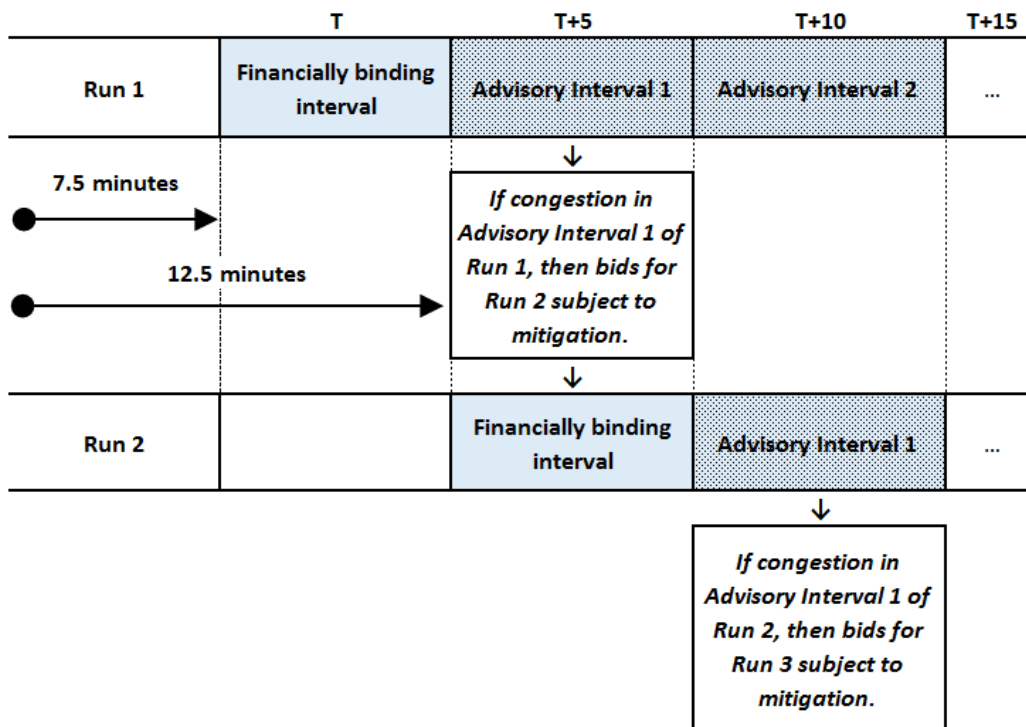 T T+5 T+10 T+15
Run 1
Financially binding
interval
Advisory Interval 1
Advisory Interval 2
...
7.5 minutes
12.5 minutes
If congestion in
Advisory Interval 1 of
Run 1, then bids for
Run 2 subject to
mitigation.
Run 2
Financially binding
interval
Advisory Interval 1
...
If congestion in
Advisory Interval 1 of
Run 2, then bids for
Run 3 subject to
mitigation.